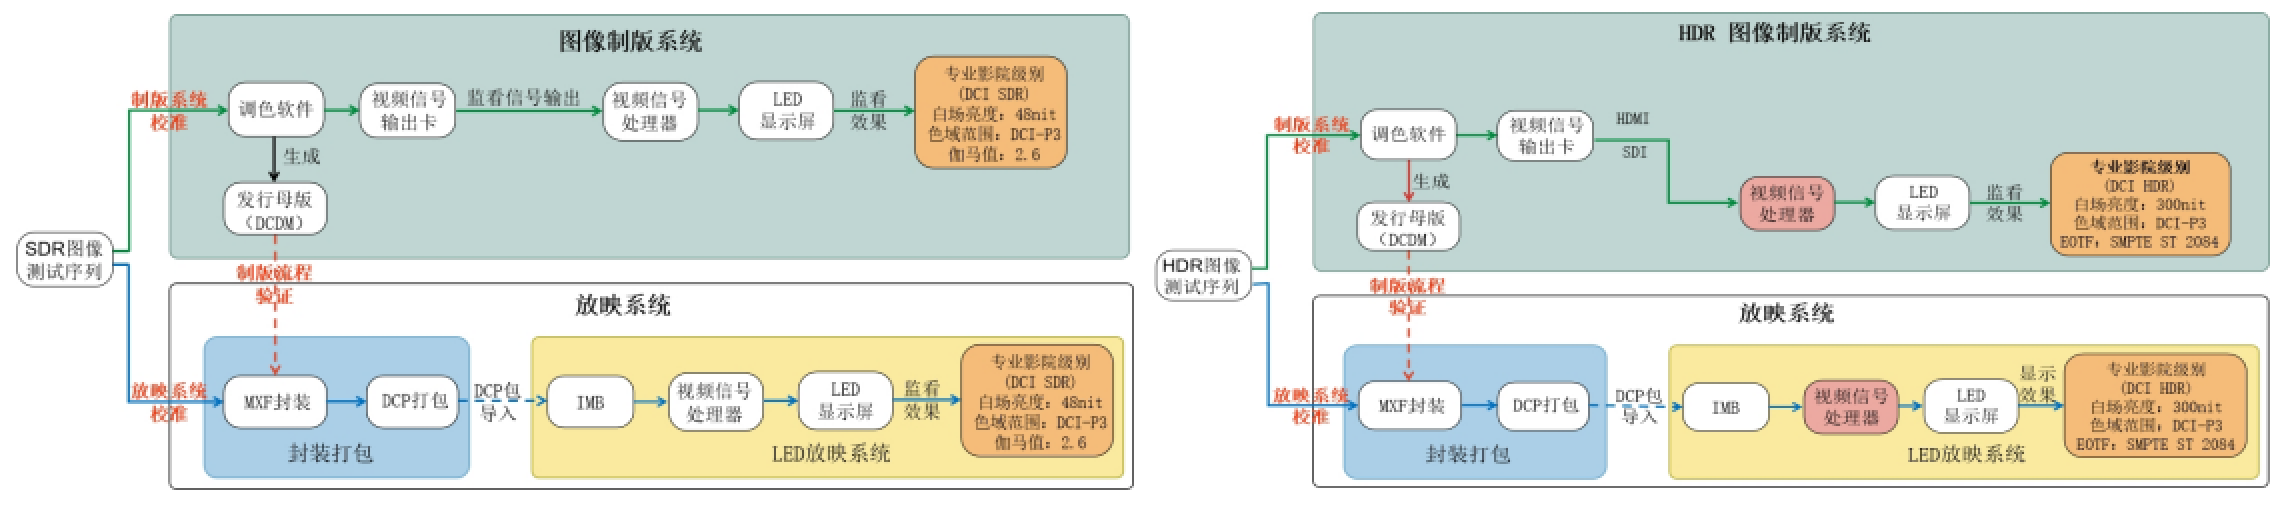 图像制版系统
制版系统
校准
调色软件
视频信号
输出卡
监看信号输出
视频信号
处理器
LED
显示屏
监看
效果
专业影院级别
(DCI SDR)
白场亮度：48nit
色域范围：DCI-P3
伽马值：2.6
生成
发行母版
（DCDM）
SDR图像
测试序列
制版流程
验证
放映系统
放映系统
校准
MXF封装
DCP打包
封装打包
DCP包
导入
IMB
视频信号
处理器
LED
显示屏
监看
效果
专业影院级别
(DCI SDR)
白场亮度：48nit
色域范围：DCI-P3
伽马值：2.6
LED放映系统
HDR 图像制版系统
制版系统
校准
调色软件
视频信号
输出卡
HDMI
SDI
视频信号
处理器
LED
显示屏
监看
效果
专业影院级别
(DCI HDR)
白场亮度：300nit
色域范围：DCI-P3
EOTF：SMPTE ST 2084
生成
发行母版
（DCDM）
HDR图像
测试序列
制版流程
验证
放映系统
放映系统
校准
MXF封装
DCP打包
封装打包
DCP包
导入
IMB
视频信号
处理器
LED
显示屏
显示
效果
专业影院级别
(DCI HDR)
白场亮度：300nit
色域范围：DCI-P3
EOTF：SMPTE ST 2084
LED放映系统